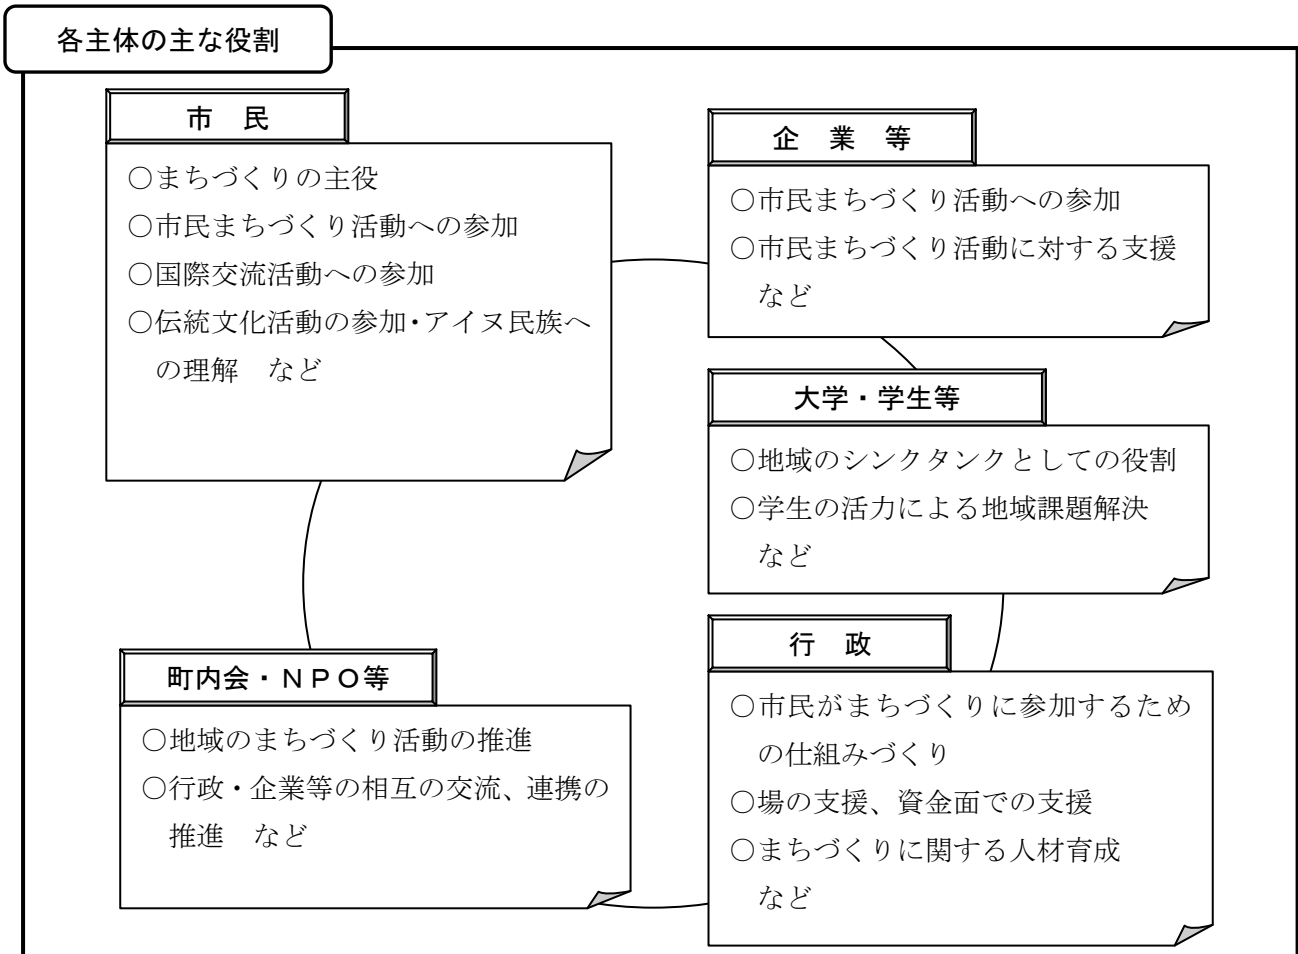 各主体の主な役割
市　民
○まちづくりの主役
○市民まちづくり活動への参加
○国際交流活動への参加
○伝統文化活動の参加・アイヌ民族へ
の理解　など
企　業　等
○市民まちづくり活動への参加
○市民まちづくり活動に対する支援
など
大学・学生等
○地域のシンクタンクとしての役割
○学生の活力による地域課題解決
など
町内会・ＮＰＯ等
○地域のまちづくり活動の推進
○行政・企業等の相互の交流、連携の
推進　など
行　政
○市民がまちづくりに参加するため
の仕組みづくり
○場の支援、資金面での支援
○まちづくりに関する人材育成
など